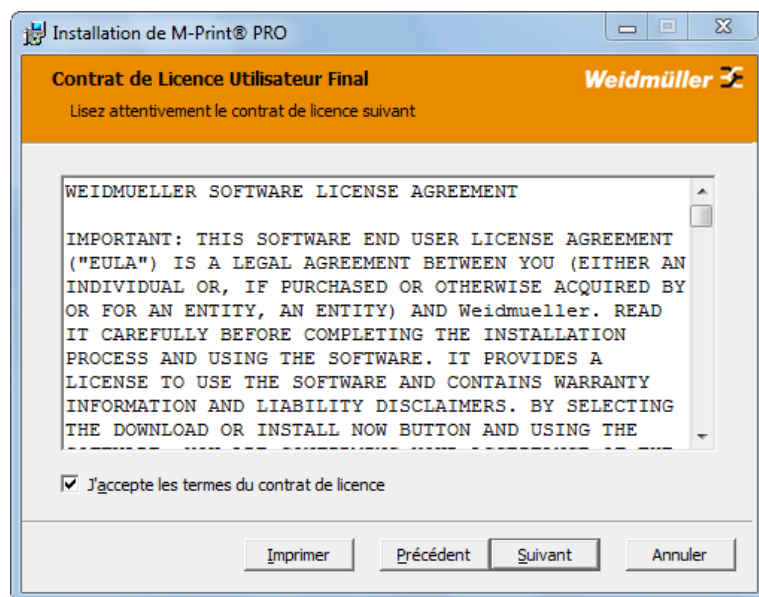 Installation de M-Print® PRO
Contrat de Licence Utilisateur Final
Weidmüller
Lisez attentivement le contrat de licence suivant
WEIDMUELLER SOFTWARE LICENSE AGREEMENT
IMPORTANT: THIS SOFTWARE END USER LICENSE AGREEMENT
("EULA") IS A LEGAL AGREEMENT BETWEEN YOU (EITHER AN
INDIVIDUAL OR, IF PURCHASED OR OTHERWISE ACQUIRED BY
OR FOR AN ENTITY, AN ENTITY) AND Weidmueller. READ
IT CAREFULLY BEFORE COMPLETING THE INSTALLATION
PROCESS AND USING THE SOFTWARE. IT PROVIDES A
LICENSE TO USE THE SOFTWARE AND CONTAINS WARRANTY
INFORMATION AND LIABILITY DISCLAIMERS. BY SELECTING
THE DOWNLOAD OR INSTALL NOW BUTTON AND USING THE
J'accepte les termes du contrat de licence
Imprimer Précédent Suivant Annuler